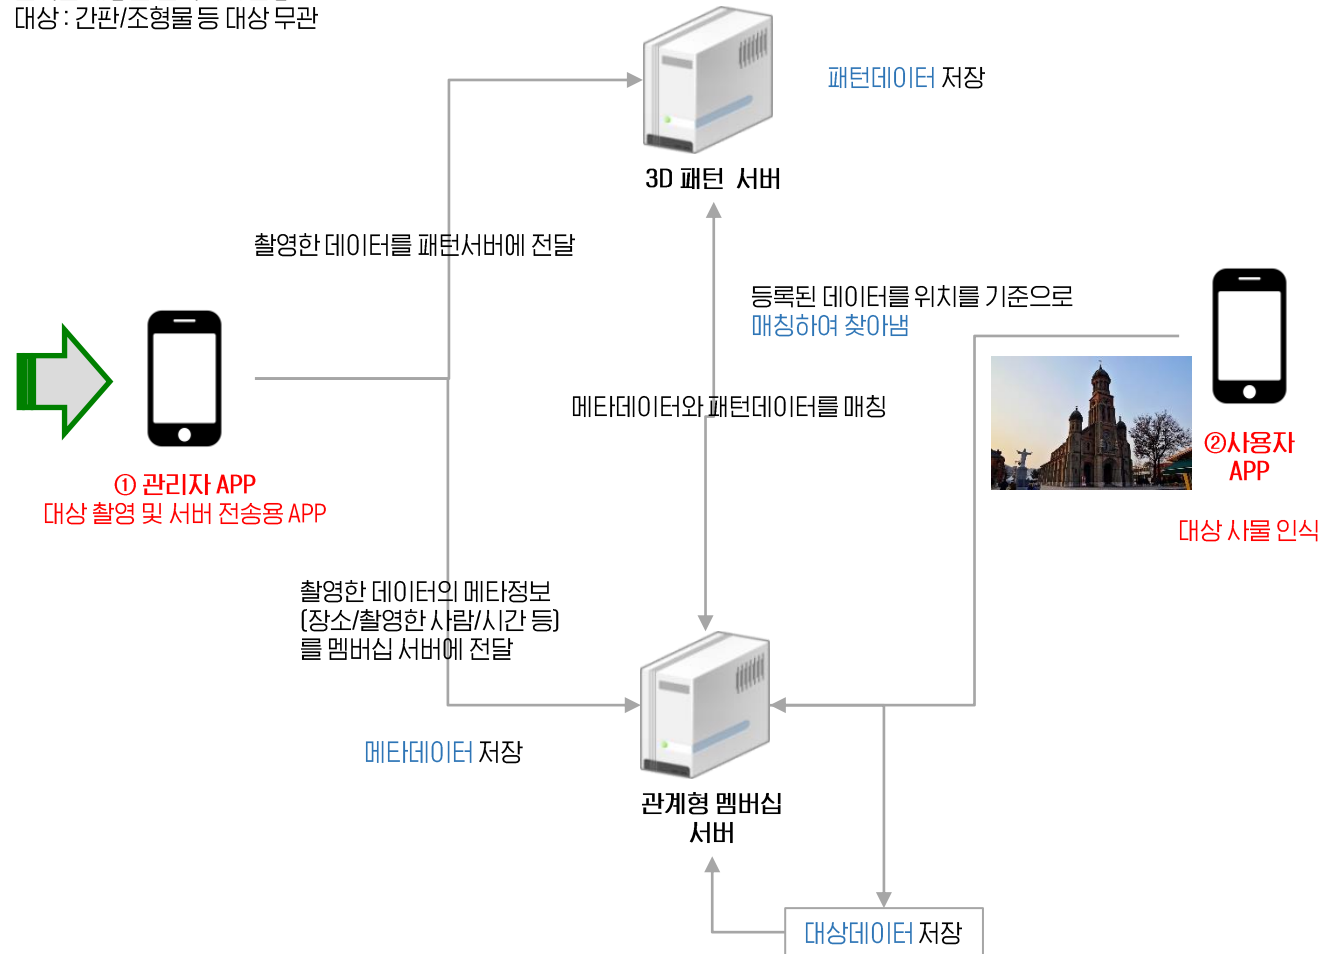 대상 : 간판/조형물 등 대상 무관
패턴데이터 저장
3D 패턴 서버
촬영한 데이터를 패턴서버에 전달
등록된 데이터를 위치를 기준으로
매칭하여 찾아냄
메타데이터와 패턴데이터를 매칭
① 관리자 APP
대상 촬영 및 서버 전송용 APP
②사용자
APP
대상 사물 인식
촬영한 데이터의 메타정보
(장소/촬영한 사람/시간 등)
를 멤버십 서버에 전달
메타데이터 저장
관계형 멤버십
서버
대상데이터 저장